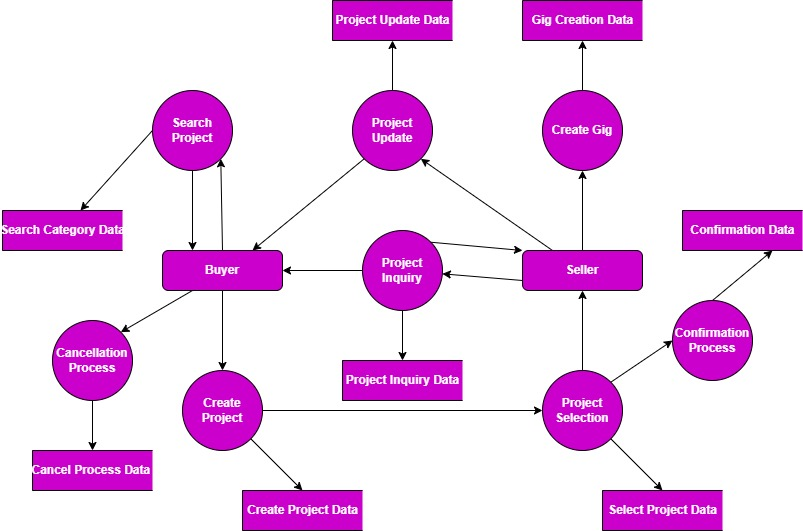 Project Update Data
Gig Creation Data
Search
Project
Project
Update
Create Gig
Search Category Data
Confirmation Data
Buyer
Project
Inquiry
Seller
Cancellation
Process
Confirmation
Process
Project Inquiry Data
Create
Project
Project
Selection
Cancel Process Data
Create Project Data
Select Project Data